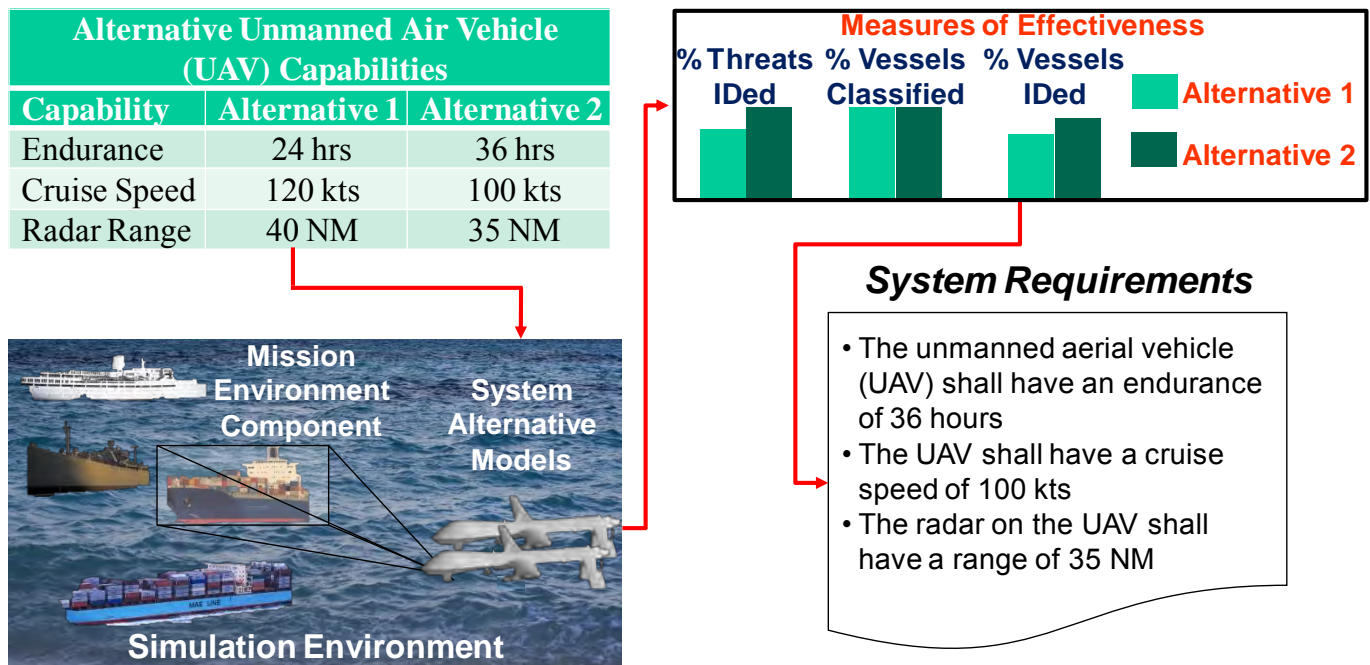 Alternative Unmanned Air Vehicle
(UAV) Capabilities
Capability Alternative 1 Alternative 2
Endurance 24 hrs 36 hrs
Cruise Speed 120 kts 100 kts
Radar Range 40 NM 35 NM
Measures of Effectiveness
% Threats % Vessels % Vessels
IDed Classified IDed
Alternative 1
Alternative 2
Mission
Environment
Component
System
Alternative
Models
MAE LINE
Simulation Environment
System Requirements
• The unmanned aerial vehicle
(UAV) shall have an endurance
of 36 hours
• The UAV shall have a cruise
speed of 100 kts
• The radar on the UAV shall
have a range of 35 NM